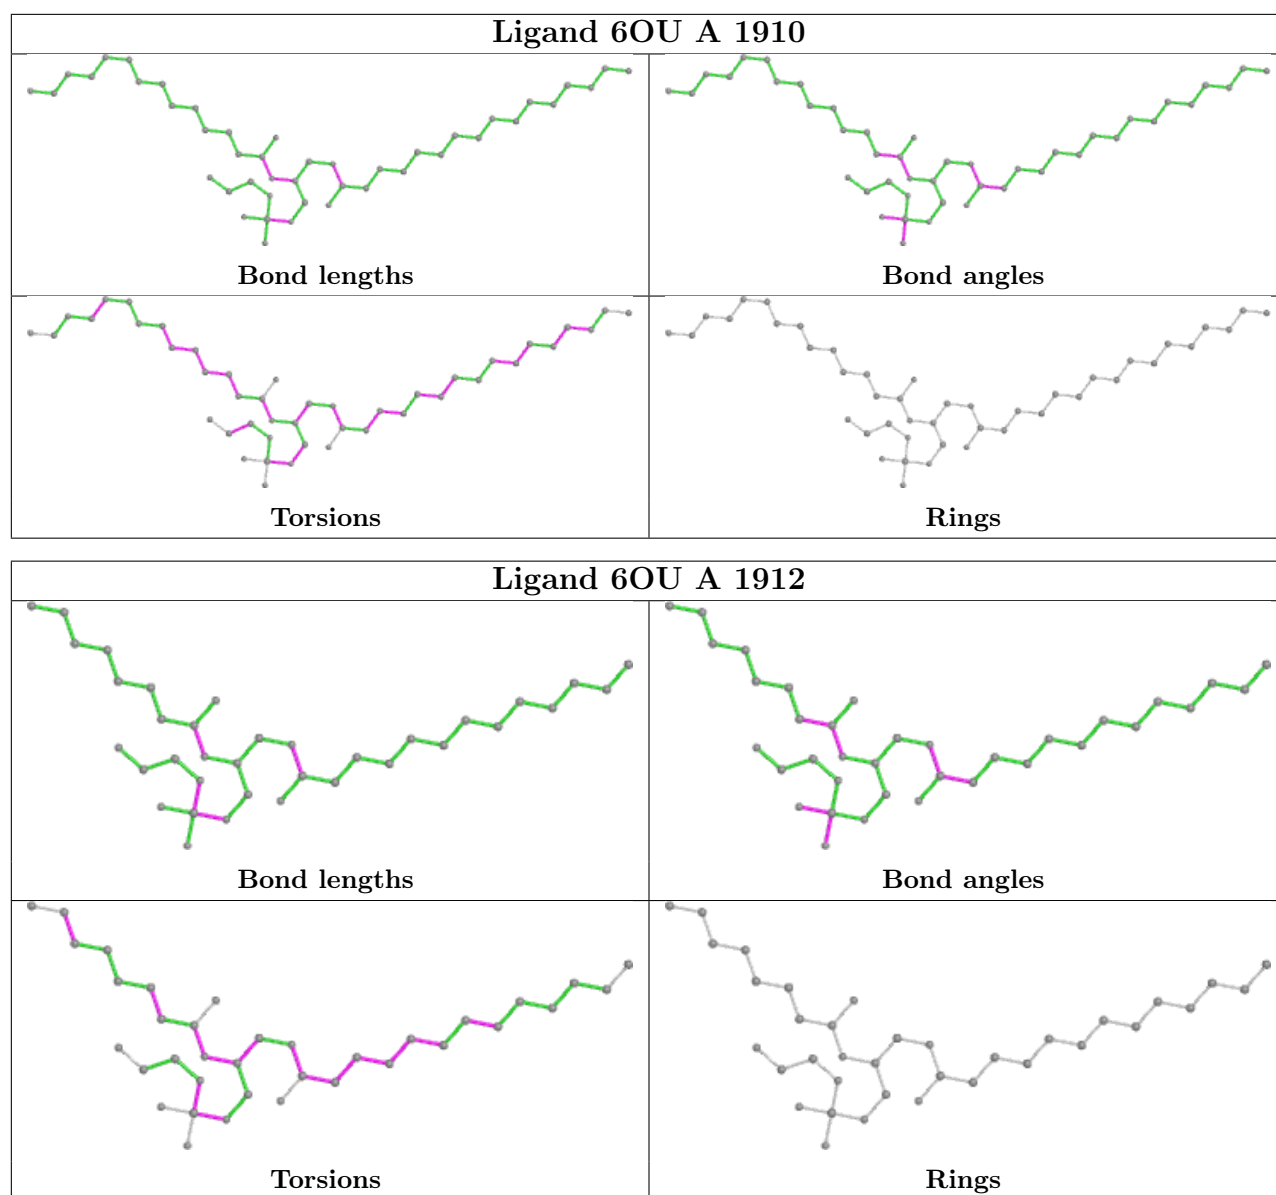 Ligand 6OU A 1910
Bond lengths
Bond angles
Torsions
Rings
Ligand 6OU A 1912
Bond lengths
Bond angles
Torsions
Rings